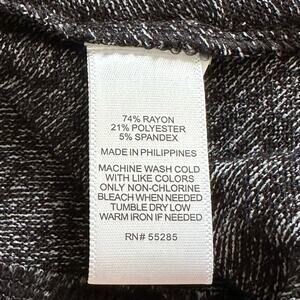 74% RAYON
21% POLYESTER
5% SPANDEX
MADE IN PHILIPPINES
MACHINE WASH COLD
WITH LIKE COLORS
ONLY NON-CHLORINE
BLEACH WHEN NEEDED
TUMBLE DRY LOW
WARM IRON IF NEEDED
RN# 55285